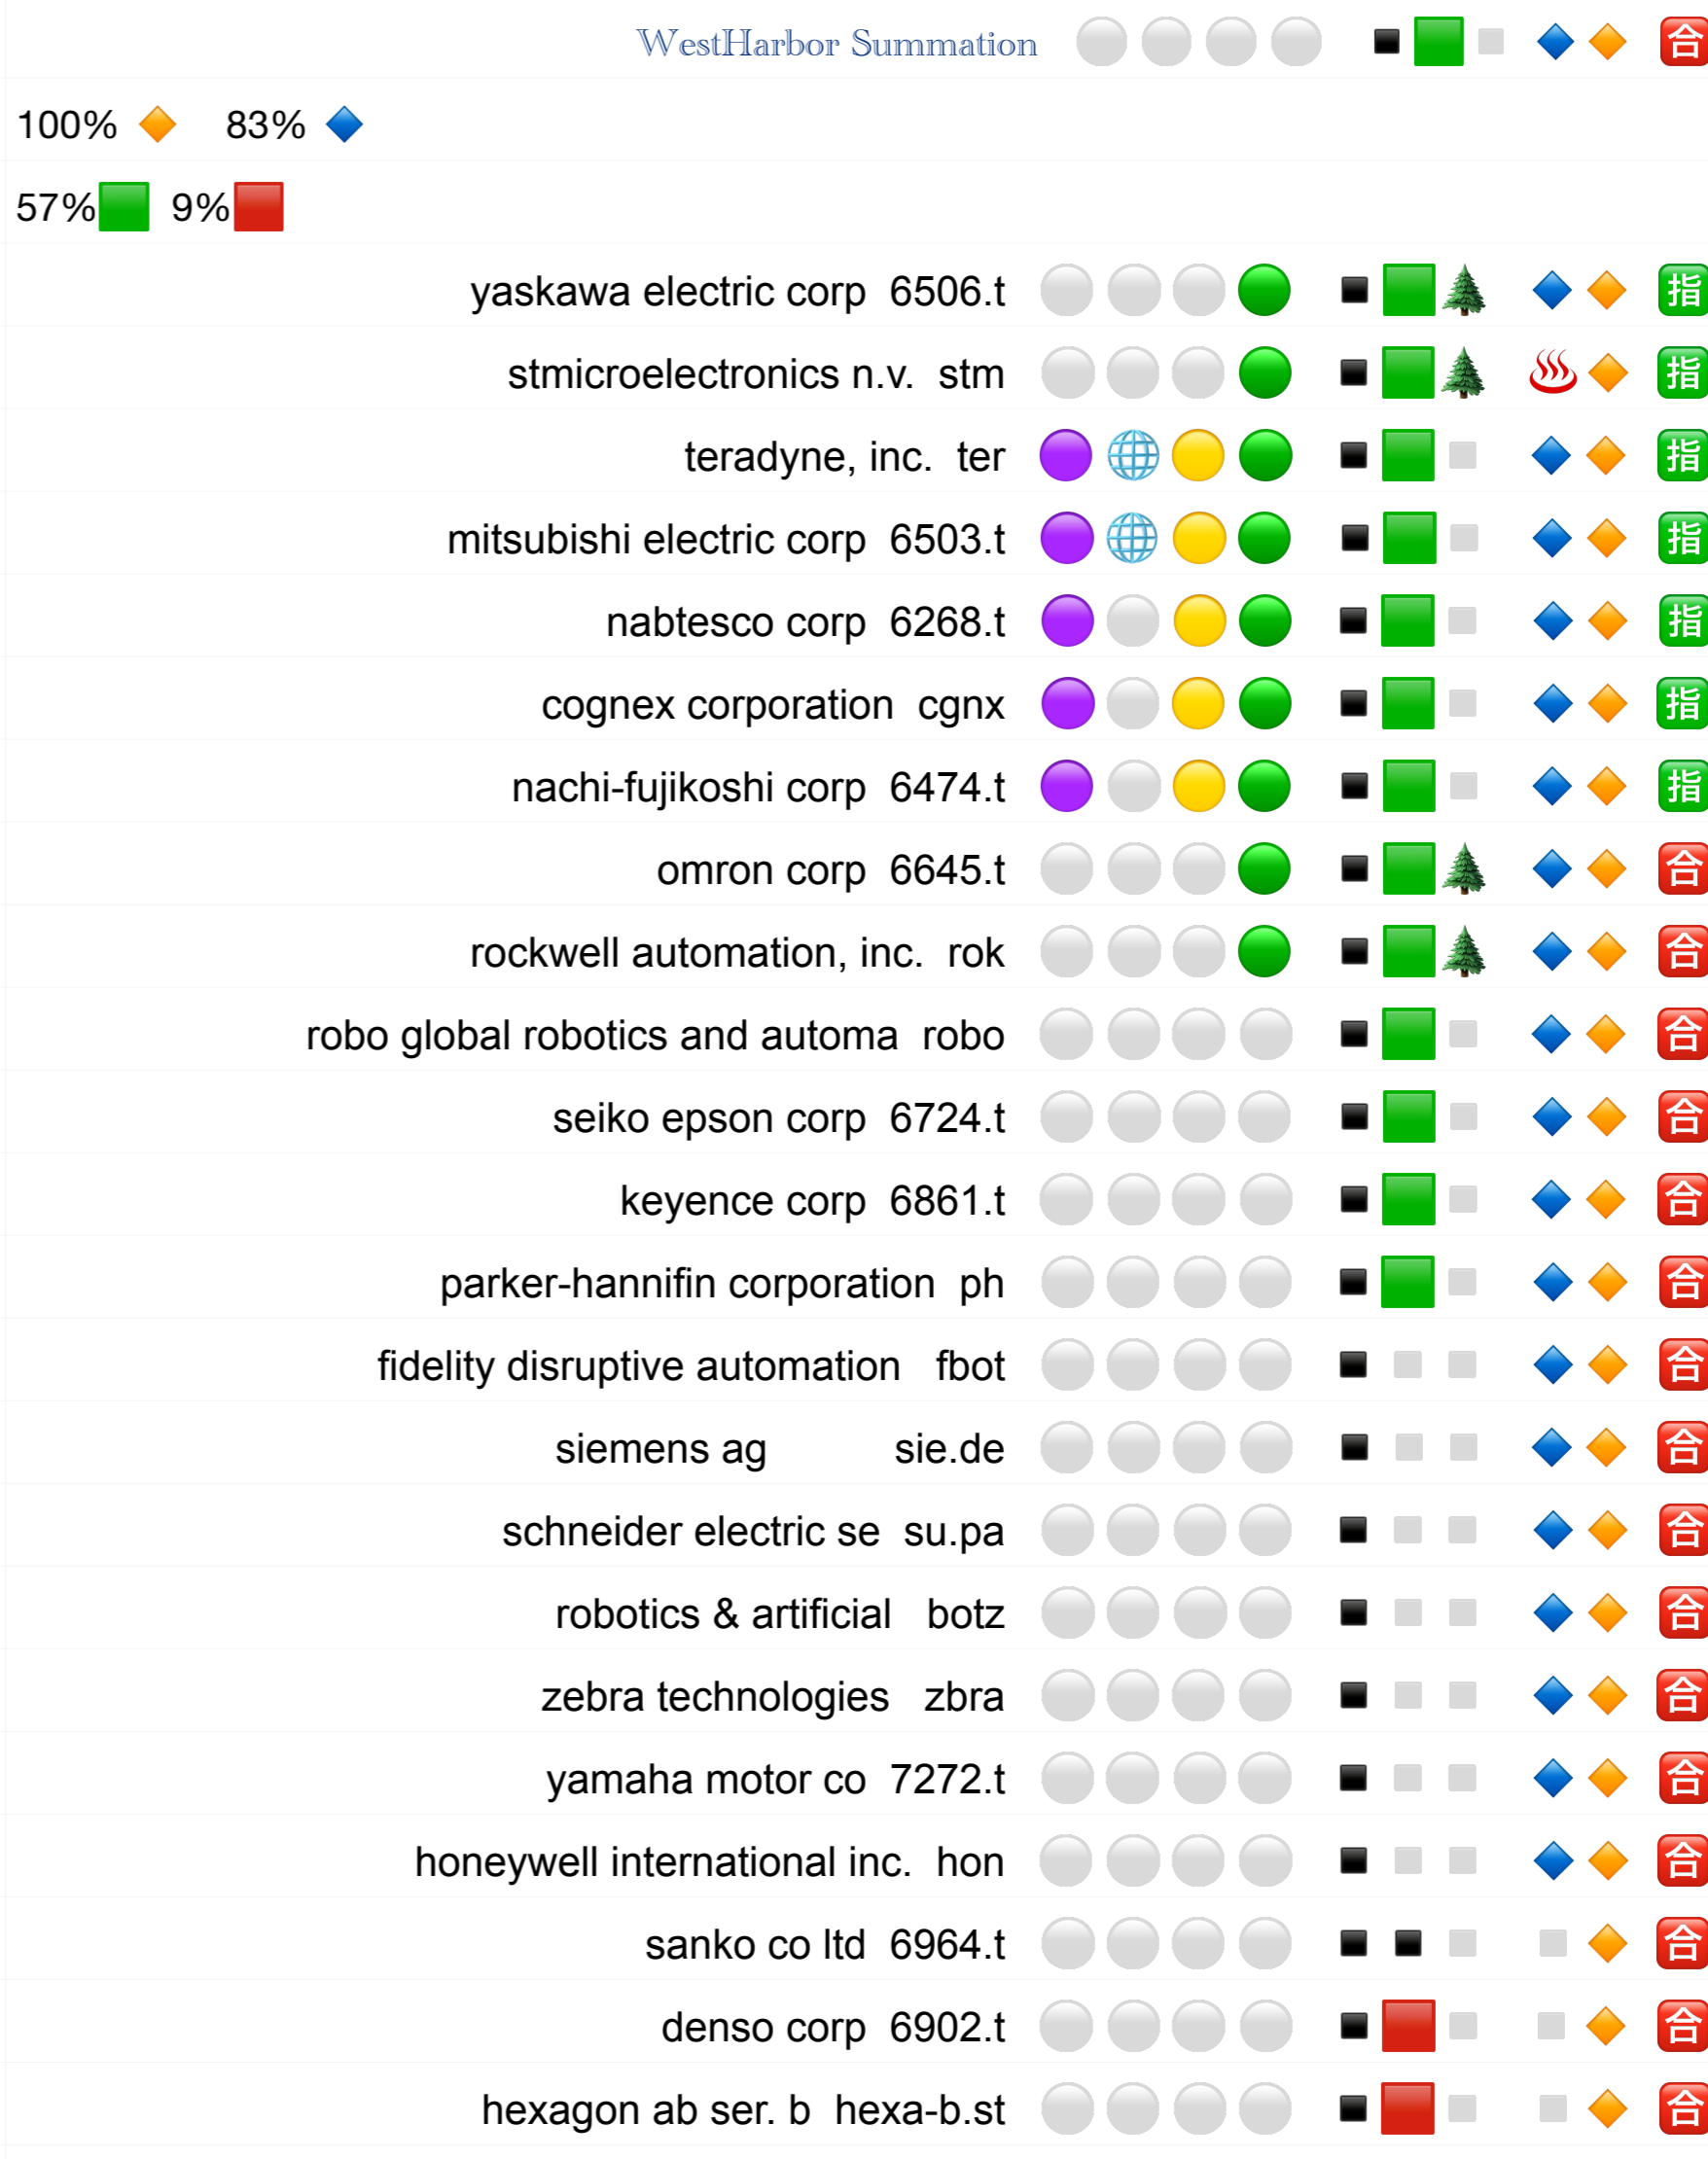 WestHarbor Summation 合
100% 83%
57% 9%
yaskawa electric corp 6506.t 指
stmicroelectronics n.v. stm 指
teradyne, inc. ter 指
mitsubishi electric corp 6503.t 指
nabtesco corp 6268.t 指
cognex corporation cgnx 指
nachi-fujikoshi corp 6474.t 指
omron corp 6645.t 合
rockwell automation, inc. rok 合
robo global robotics and automa robo 合
seiko epson corp 6724.t 合
keyence corp 6861.t 合
parker-hannifin corporation ph 合
fidelity disruptive automation fbot 合
siemens ag sie.de 合
schneider electric se su.pa 合
robotics & artificial botz 合
zebra technologies zbra 合
yamaha motor co 7272.t 合
honeywell international inc. hon 合
sanko co ltd 6964.t 合
denso corp 6902.t 合
hexagon ab ser. b hexa-b.st 合